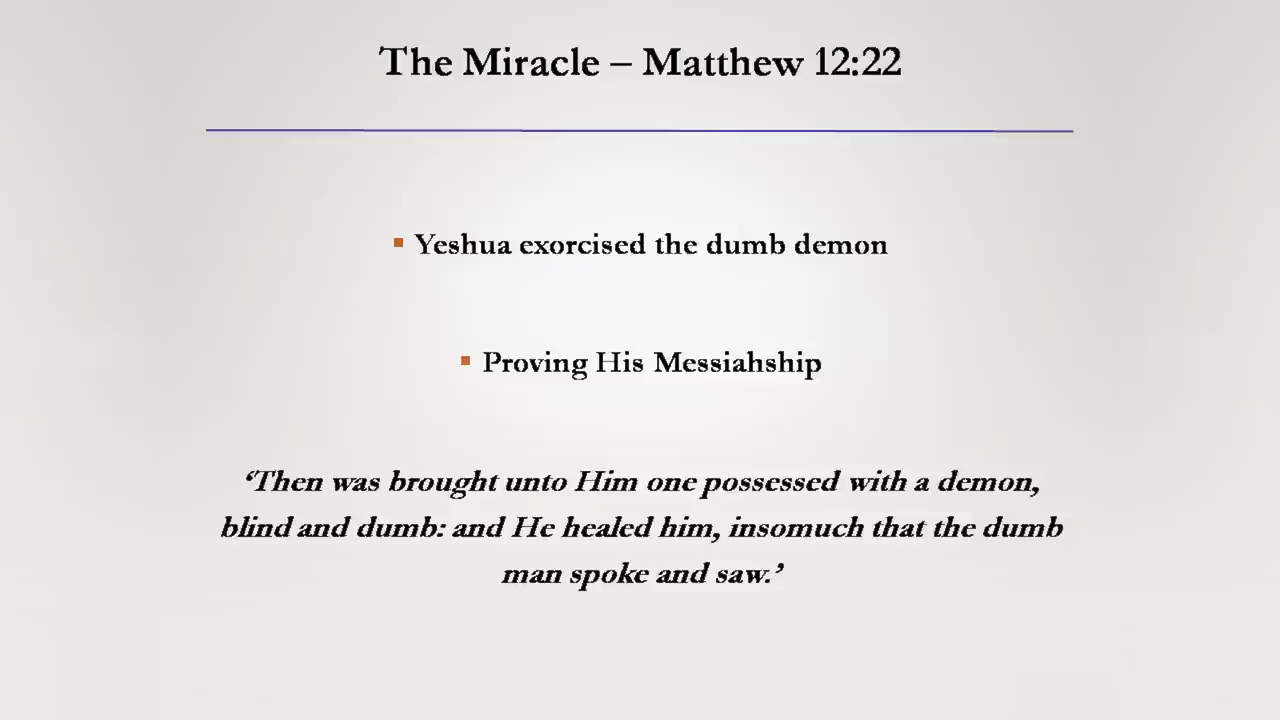 The Miracle – Matthew 12:22
▪ Yeshua exorcised the dumb demon
▪ Proving His Messiahship
‘Then was brought unto Him one possessed with a demon,
blind and dumb: and He healed him, insomuch that the dumb
man spoke and saw.’